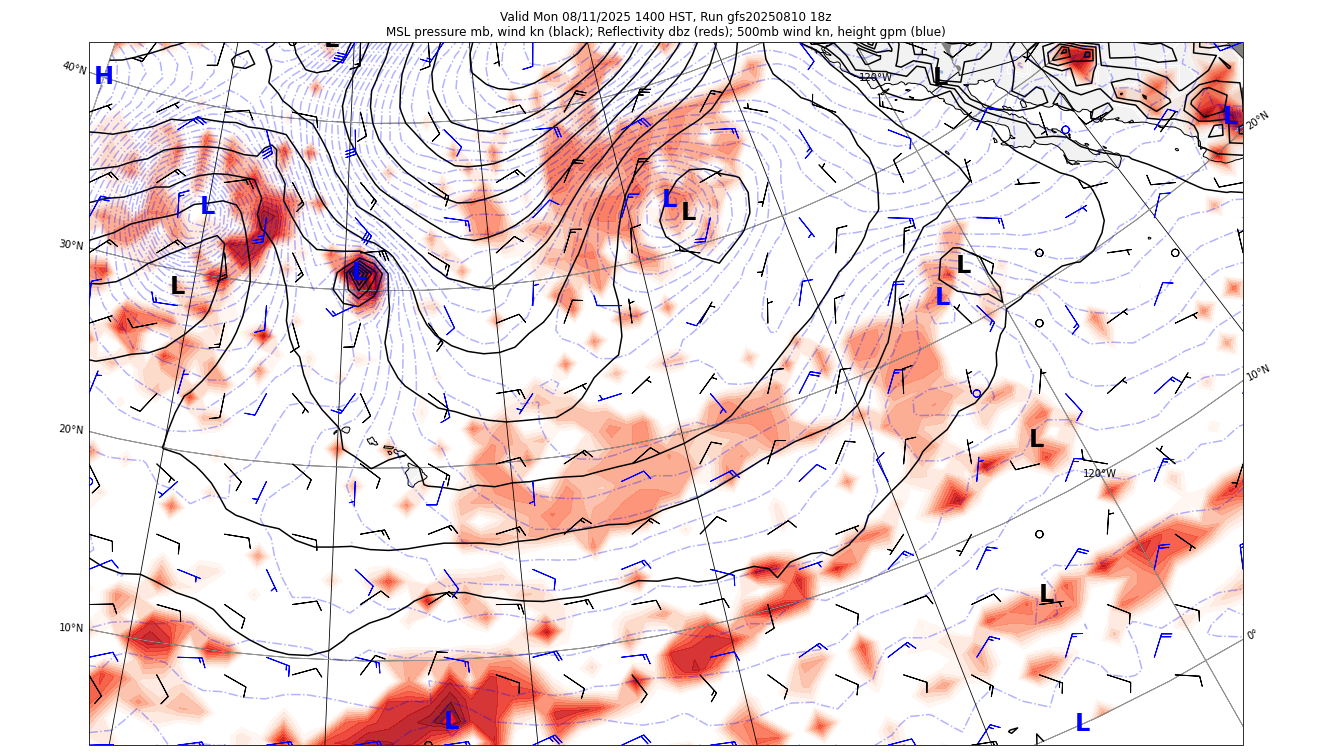 Valid Mon 08/11/2025 1400 HST, Run gfs20250810 18z
MSL pressure mb, wind kn (black); Reflectivity dbz (reds); 500mb wind kn, height gpm (blue)
L
40°N
H
120°W
L
L
20°N
L
L
L
30°N
L
L
L
L
L
10°N
20°N
L
120°W
L
10°N
0°
L
L